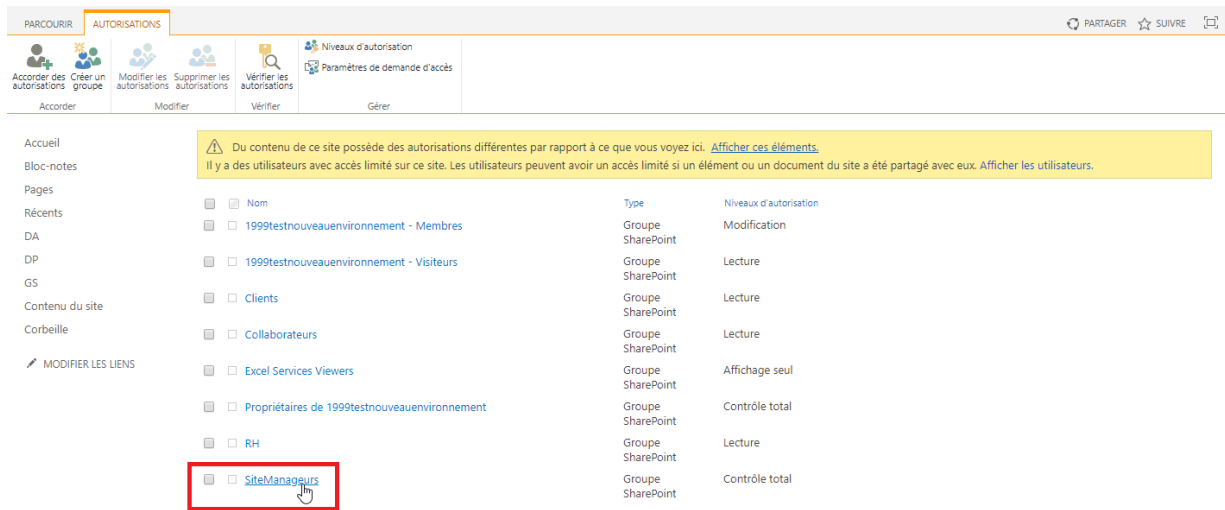 PARCOURIR AUTORISATIONS PARTAGER SUIVRE
Niveaux d'autorisation
Paramètres de demande d'accès
Accorder des autorisations
Créer un groupe
Modifier les autorisations
Supprimer les autorisations
Vérifier les autorisations
Accorder Modifier Vérifier Gérer
Accueil
Bloc-notes
Pages
Récents
DA
DP
GS
Contenu du site
Corbeille
MODIFIER LES LIENS
Du contenu de ce site possède des autorisations différentes par rapport à ce que vous voyez ici. Afficher ces éléments.
Il y a des utilisateurs avec accès limité sur ce site. Les utilisateurs peuvent avoir un accès limité si un élément ou un document du site a été partagé avec eux. Afficher les utilisateurs.
Nom Type Niveaux d'autorisation
1999testnouveauenvironnement - Membres Groupe Modification
SharePoint
1999testnouveauenvironnement - Visiteurs Groupe Lecture
SharePoint
Clients Groupe Lecture
SharePoint
Collaborateurs Groupe Lecture
SharePoint
Excel Services Viewers Groupe Affichage seul
SharePoint
Propriétaires de 1999testnouveauenvironnement Groupe Contrôle total
SharePoint
RH Groupe Lecture
SharePoint
SiteManageurs Groupe Contrôle total
SharePoint